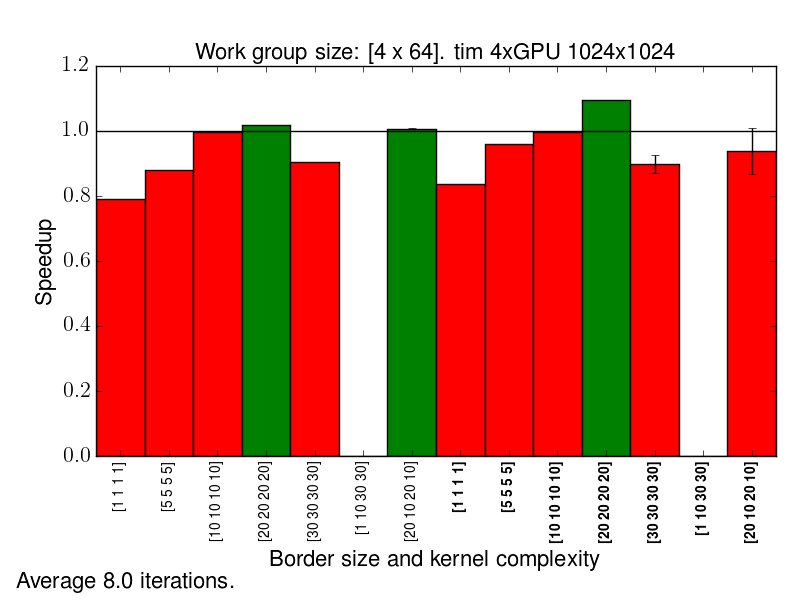 Work group size: [4 x 64]. tim 4xGPU 1024x1024
1.2
1.0
0.8
0.6
0.4
0.2
0.0
Speedup
[1 1 1 1]
[5 5 5 5]
[10 10 10 10]
[20 20 20 20]
[30 30 30 30]
[1 10 30 30]
[20 10 20 10]
[1 1 1 1]
[5 5 5 5]
[10 10 10 10]
[20 20 20 20]
[30 30 30 30]
[1 10 30 30]
[20 10 20 10]
Border size and kernel complexity
Average 8.0 iterations.